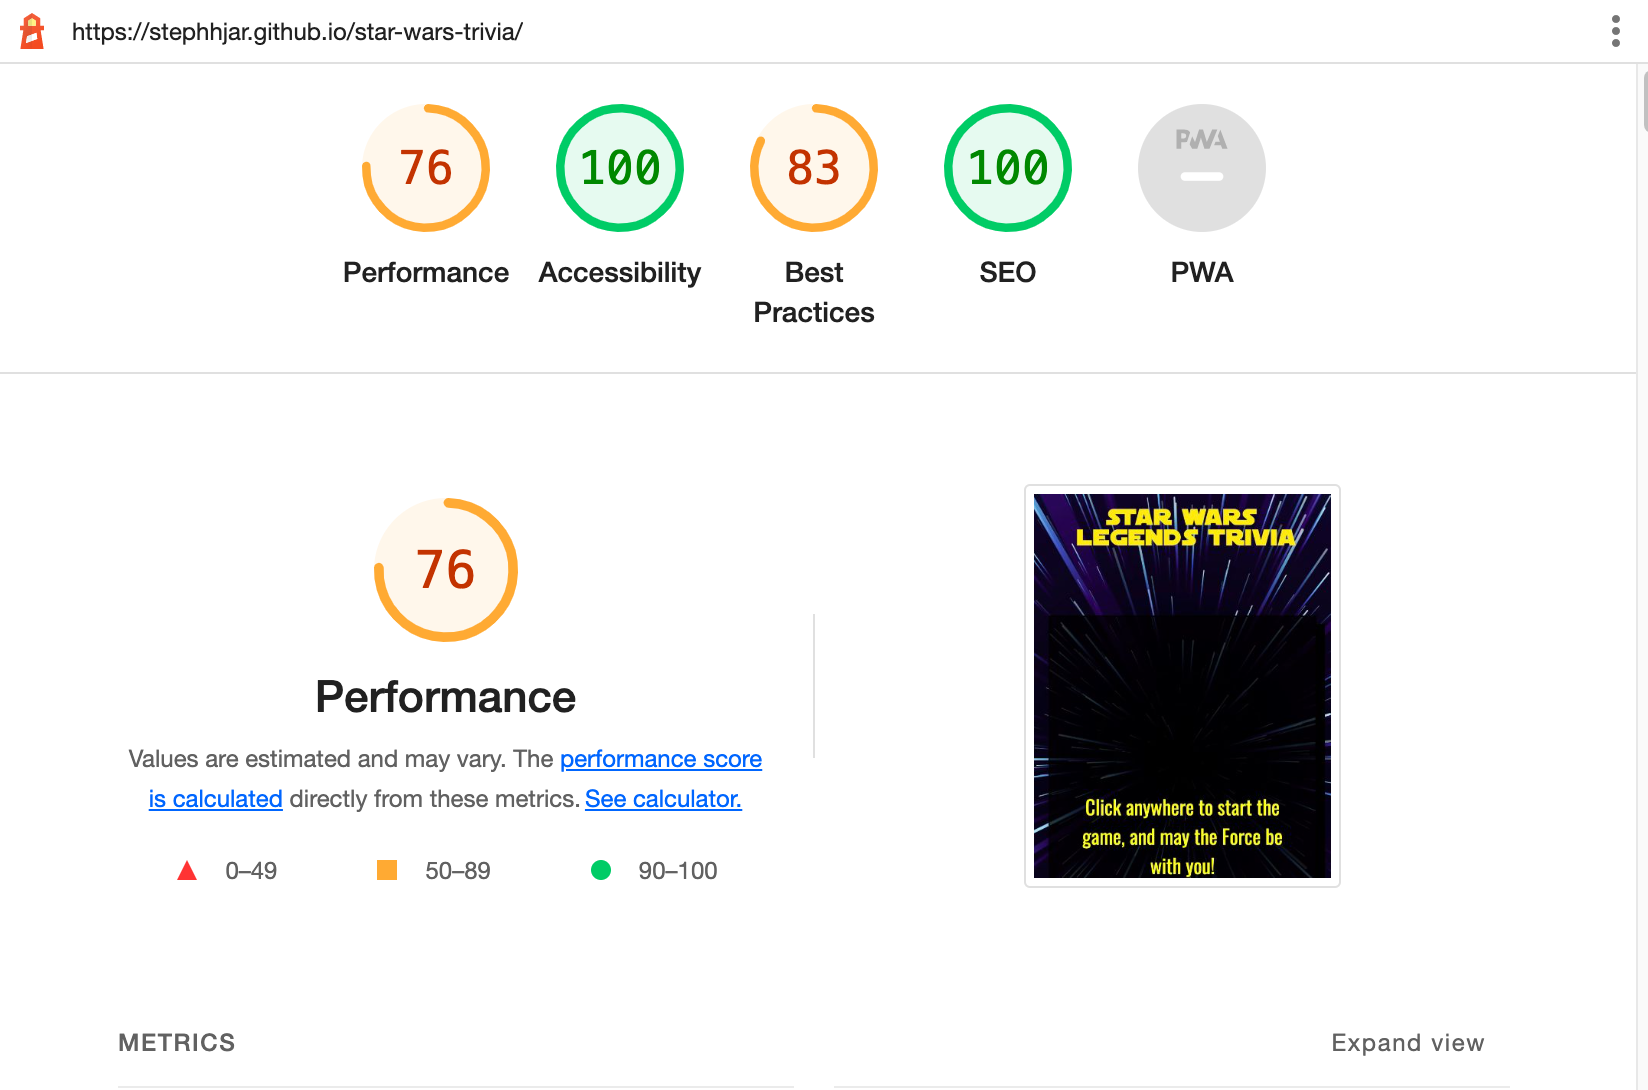 https://stephhjar.github.io/star-wars-trivia/
76
100
83
100
PWA
Performance
Accessibility
Best
Practices
SEO
PWA
76
Performance
Values are estimated and may vary. The performance score
is calculated directly from these metrics. See calculator.
0–49
50–89
90–100
STAR WARS
LEGENDS TRIVIA
Click anywhere to start the
game, and may the Force be
with you!
METRICS
Expand view